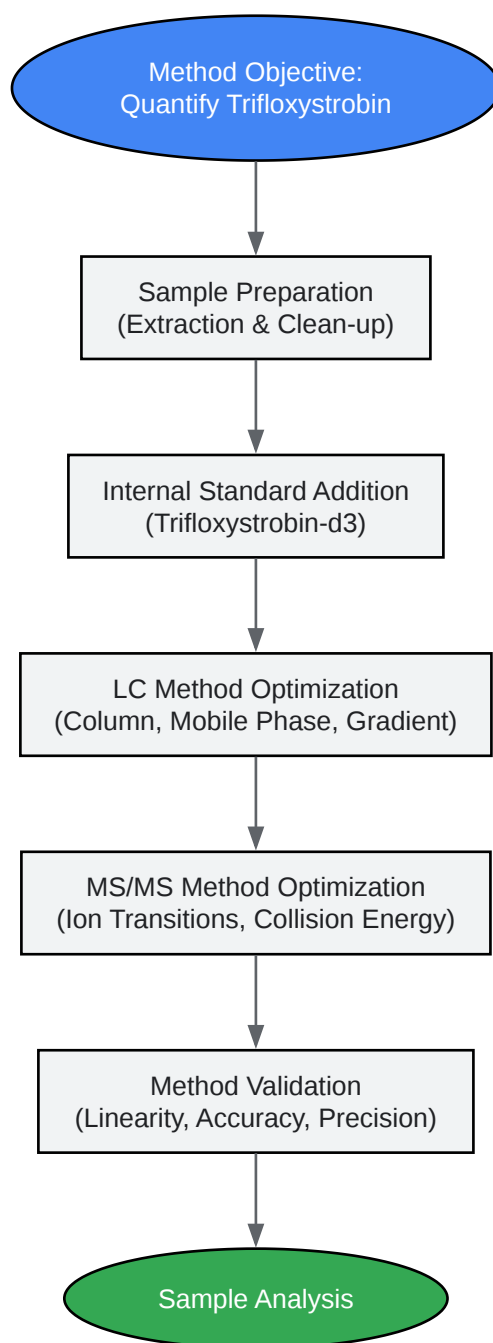 Method Objective:
Quantify Trifloxystrobin
Sample Preparation
(Extraction & Clean-up)
Internal Standard Addition
(Trifloxystrobin-d3)
LC Method Optimization
(Column, Mobile Phase, Gradient)
MS/MS Method Optimization
(Ion Transitions, Collision Energy)
Method Validation
(Linearity, Accuracy, Precision)
Sample Analysis